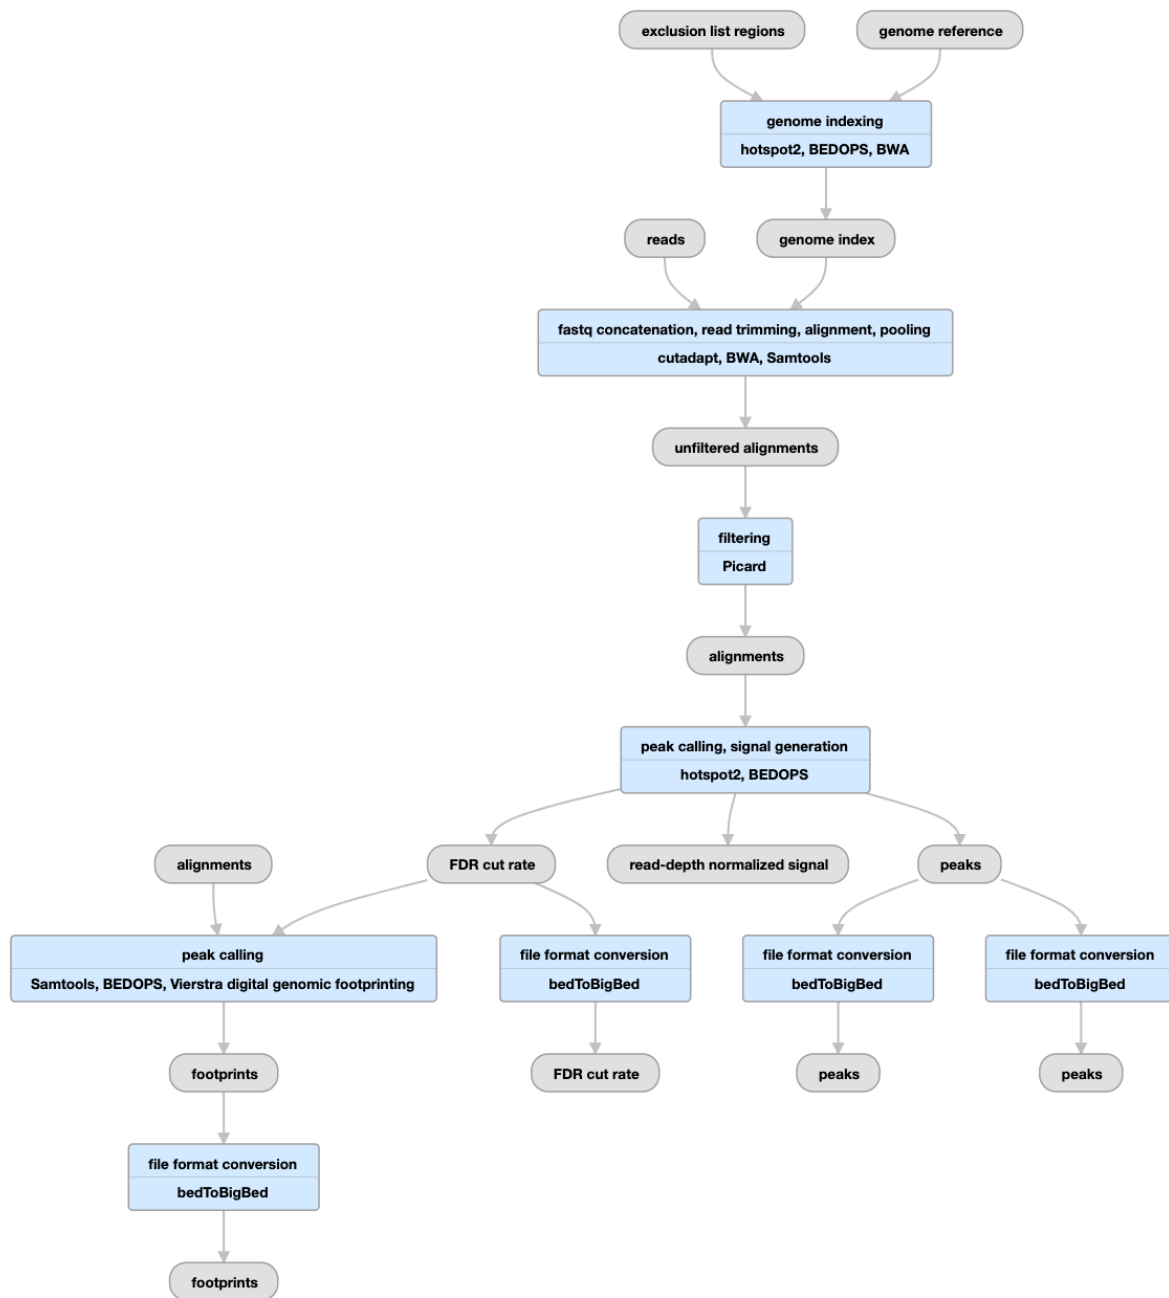 exclusion list regions
genome reference
genome indexing
hotspot2, BEDOPS, BWA
reads
genome index
fastq concatenation, read trimming, alignment, pooling
cutadapt, BWA, Samtools
unfiltered alignments
filtering
Picard
alignments
peak calling, signal generation
hotspot2, BEDOPS
alignments
FDR cut rate
read-depth normalized signal
peaks
peak calling
Samtools, BEDOPS, Vierstra digital genomic footprinting
file format conversion
bedToBigBed
file format conversion
bedToBigBed
file format conversion
bedToBigBed
footprints
FDR cut rate
peaks
peaks
file format conversion
bedToBigBed
footprints